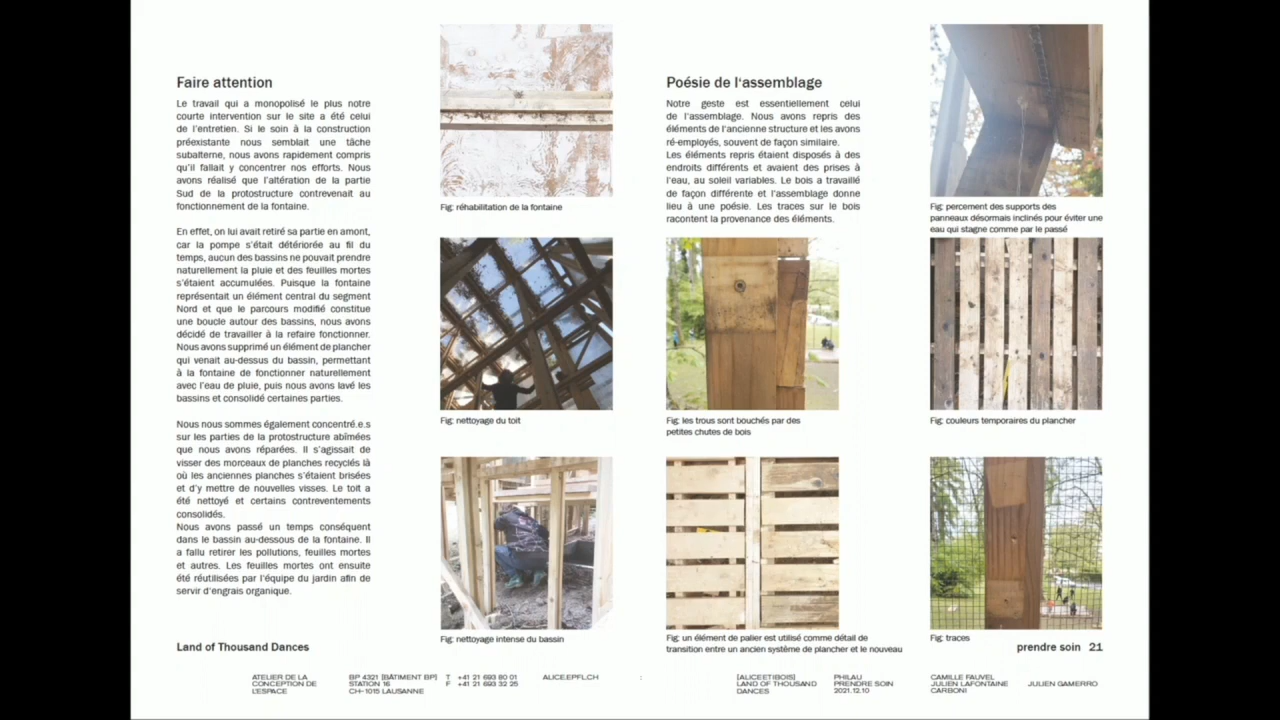 Faire attention
Le travail qui a monopolisé le plus notre
courte intervention sur le site a été celui
de l'entretien. Si le soin à la construction
préexistante nous semblait une tâche
subalterne, nous avons rapidement compris
qu'il fallait y concentrer nos efforts. Nous
avons réalisé que l'altération de la partie
Sud de la protostructure contrevenait au
fonctionnement de la fontaine.
En effet, on lui avait retiré sa partie en amont,
car la pompe s'était détériorée au fil du
temps, aucun des bassins ne pouvait prendre
naturellement la pluie et des feuilles mortes
s'étaient accumulées. Puisque la fontaine
représentait un élément central du segment
Nord et que le parcours modifié constitue
une boucle autour des bassins, nous avons
décidé de travailler à la refaire fonctionner.
Nous avons supprimé un élément de plancher
qui venait au-dessus du bassin, permettant
à la fontaine de fonctionner naturellement
avec l'eau de pluie, puis nous avons lavé les
bassins et consolidé certaines parties.
Nous nous sommes également concentré.e.s
sur les parties de la protostructure abîmées
que nous avons réparées. Il s'agissait de
visser des morceaux de planches recyclés là
où les anciennes planches s'étaient brisées
et d'y mettre de nouvelles visses. Le toit a
été nettoyé et certains contreventements
consolidés.
Nous avons passé un temps conséquent
dans le bassin au-dessous de la fontaine. Il
a fallu retirer les pollutions, feuilles mortes
et autres. Les feuilles mortes ont ensuite
été réutilisées par l'équipe du jardin afin de
servir d'engrais organique.
Fig: réhabilitation de la fontaine
Fig: nettoyage du toit
Fig: nettoyage intense du bassin
Poésie de l'assemblage
Notre geste est essentiellement celui
de l'assemblage. Nous avons repris des
éléments de l'ancienne structure et les avons
ré-employés, souvent de façon similaire.
Les éléments repris étaient disposés à des
endroits différents et avaient des prises à
l'eau, au soleil variables. Le bois a travaillé
de façon différente et l'assemblage donne
lieu à une poésie. Les traces sur le bois
racontent la provenance des éléments.
Fig: les trous sont bouchés par des
petites chutes de bois
Fig: un élément de palier est utilisé comme détail de
transition entre un ancien système de plancher et le nouveau
Fig: percement des supports des
panneaux désormais inclinés pour éviter une
eau qui stagne comme par le passé
Fig: couleurs temporaires du plancher
Fig: traces
Land of Thousand Dances
prendre soin 21
ATELIER DE LA
CONCEPTION DE
L'ESPACE
BP 4321 [BÂTIMENT BP]
STATION 16
CH-1015 LAUSANNE
T +41 21 693 80 01
F +41 21 693 32 25
ALICE.EPFL.CH
[ALICE·ET·BOIS]
LAND OF THOUSAND
DANCES
PHILAU
PRENDRE SOIN
2021.12.10
CAMILLE FAUVEL
JULIEN LAFONTAINE
CARBONI
JULIEN GAMERRO